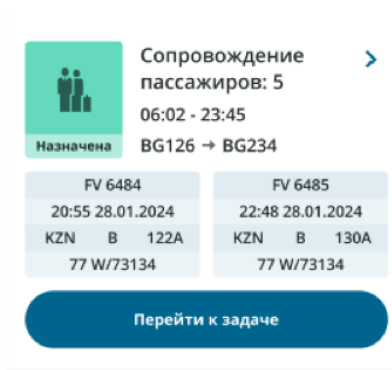 Сопровождение
пассажиров: 5
06:02 - 23:45
Назначена
BG126 → BG234
FV 6484
20:55 28.01.2024
KZN B 122A
77 W/73134
FV 6485
22:48 28.01.2024
KZN B 130A
77 W/73134
Перейти к задаче